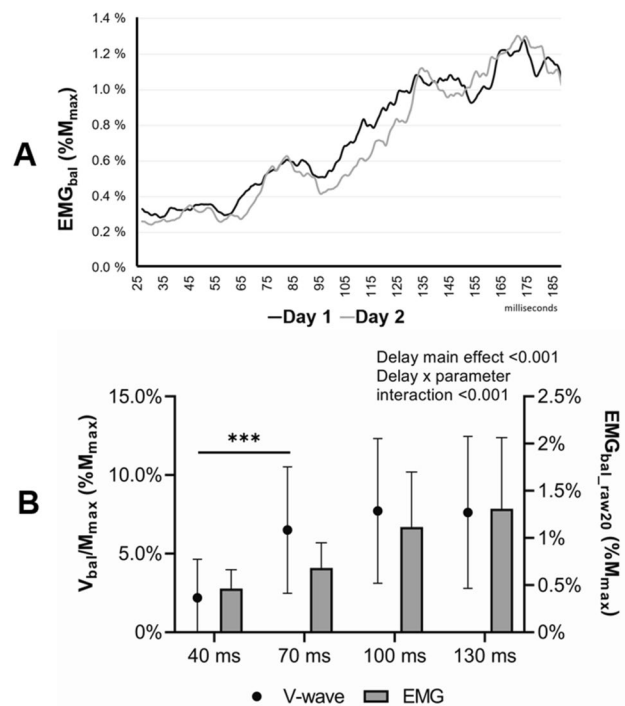 A
EMGbal (%Mmax)
1.4 %
1.2 %
1.0 %
0.8 %
0.6 %
0.4 %
0.2 %
0.0 %
25 35 45 55 65 75 85 95 105 115 125 135 145 155 165 175 185
milliseconds
Day 1 Day 2
B
Delay main effect <0.001
Delay x parameter
interaction <0.001
Vbal/Mmax (%Mmax)
15.0%
10.0%
5.0%
0%
***
2.5%
2%
1.5%
1%
0.5%
0%
EMGbal_raw20 (%Mmax)
40 ms 70 ms 100 ms 130 ms
V-wave EMG